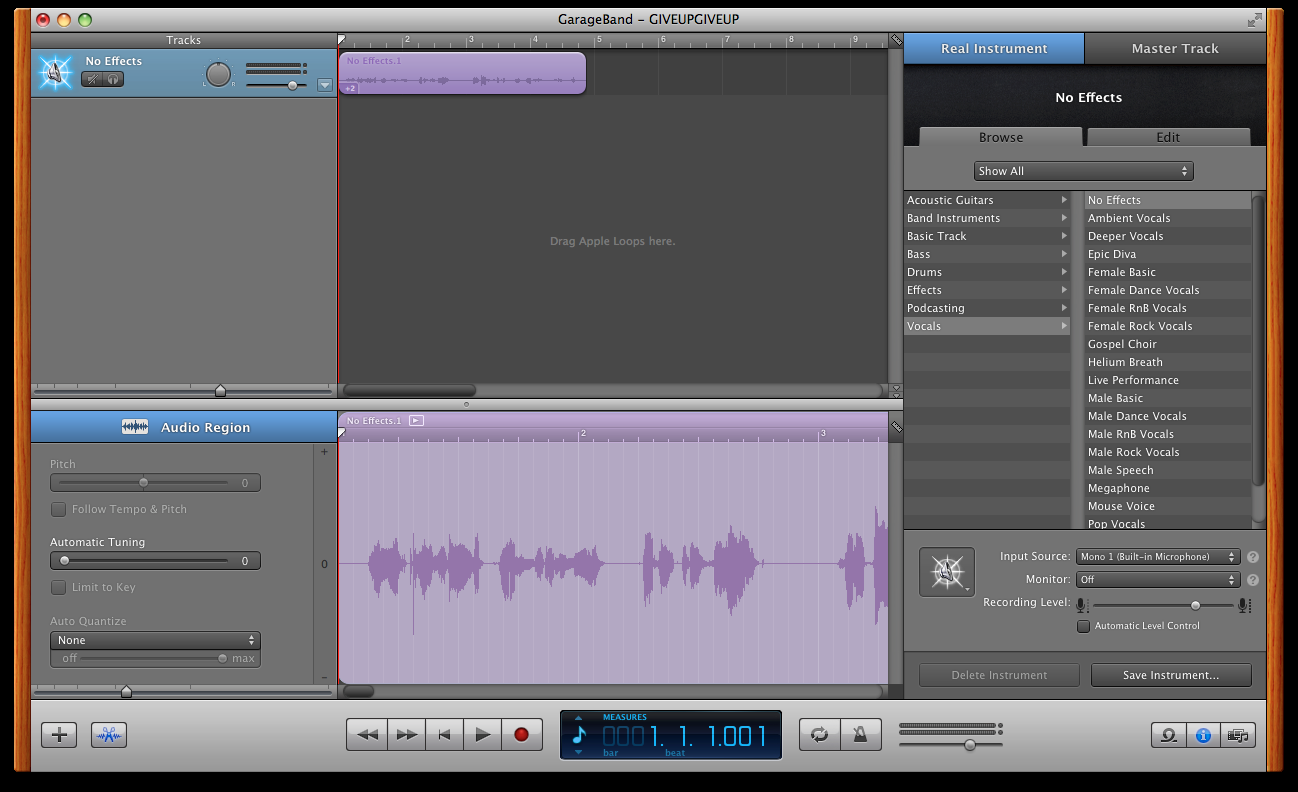 GarageBand – GIVEUPGIVEUP
Tracks
2 3 4 5 6 7 8 9
No Effects
L R
No Effects.1
+2
Drag Apple Loops here.
Real Instrument Master Track
No Effects
Browse Edit
Show All
Acoustic Guitars
Band Instruments
Basic Track
Bass
Drums
Effects
Podcasting
Vocals
No Effects
Ambient Vocals
Deeper Vocals
Epic Diva
Female Basic
Female Dance Vocals
Female RnB Vocals
Female Rock Vocals
Gospel Choir
Helium Breath
Live Performance
Male Basic
Male Dance Vocals
Male RnB Vocals
Male Rock Vocals
Male Speech
Megaphone
Mouse Voice
Pop Vocals
Audio Region
Pitch
0
Follow Tempo & Pitch
Automatic Tuning
0
Limit to Key
Auto Quantize
None
off max
+
0
-
No Effects.1
2 3
Input Source: Mono 1 (Built-in Microphone) ?
Monitor: Off ?
Recording Level:
Automatic Level Control
Delete Instrument Save Instrument...
MEASURES
0001. 1. 1.001
bar beat